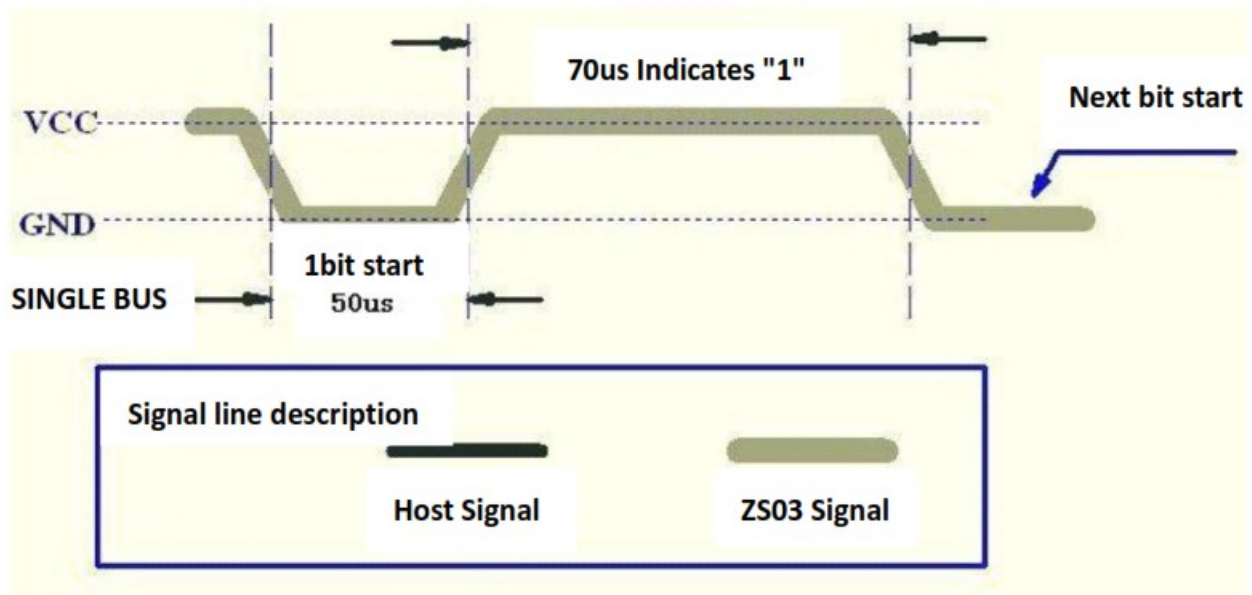 70us Indicates "1"
Next bit start
VCC
GND
1bit start
SINGLE BUS
50us
Signal line description
Host Signal
ZS03 Signal